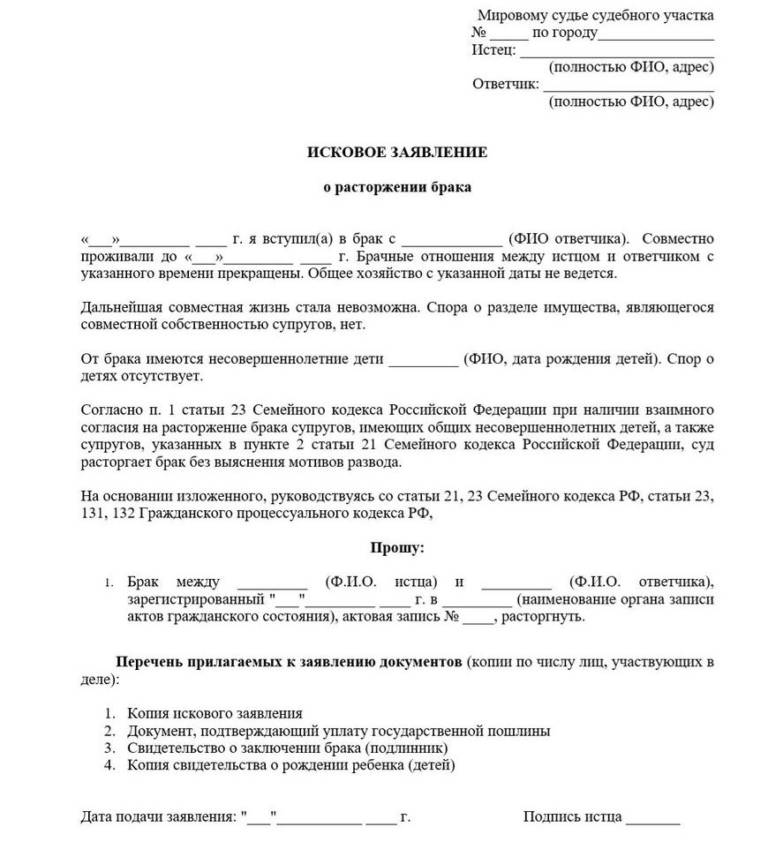 Мировому судье судебного участка
№ _____ по городу_______________
Истец: _________________________
(полностью ФИО, адрес)
Ответчик: ______________________
(полностью ФИО, адрес)
ИСКОВОЕ ЗАЯВЛЕНИЕ
о расторжении брака
«___»_________ ____ г. я вступил(а) в брак с _____________ (ФИО ответчика). Совместно
проживали до «___»_________ ____ г. Брачные отношения между истцом и ответчиком с
указанного времени прекращены. Общее хозяйство с указанной даты не ведется.
Дальнейшая совместная жизнь стала невозможна. Спора о разделе имущества, являющегося
совместной собственностью супругов, нет.
От брака имеются несовершеннолетние дети _________ (ФИО, дата рождения детей). Спор о
детях отсутствует.
Согласно п. 1 статьи 23 Семейного кодекса Российской Федерации при наличии взаимного
согласия на расторжение брака супругов, имеющих общих несовершеннолетних детей, а также
супругов, указанных в пункте 2 статьи 21 Семейного кодекса Российской Федерации, суд
расторгает брак без выяснения мотивов развода.
На основании изложенного, руководствуясь со статьи 21, 23 Семейного кодекса РФ, статьи 23,
131, 132 Гражданского процессуального кодекса РФ,
Прошу:
1. Брак между _________ (Ф.И.О. истца) и _________ (Ф.И.О. ответчика),
зарегистрированный "___"_________ ____ г. в _________ (наименование органа записи
актов гражданского состояния), актовая запись № ____, расторгнуть.
Перечень прилагаемых к заявлению документов (копии по числу лиц, участвующих в
деле):
1. Копия искового заявления
2. Документ, подтверждающий уплату государственной пошлины
3. Свидетельство о заключении брака (подлинник)
4. Копия свидетельства о рождении ребенка (детей)
Дата подачи заявления: "___"___________ ____ г. Подпись истца _______